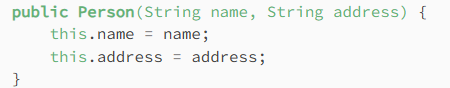 public Person(String name, String address) {
    this.name = name;
    this.address = address;
}